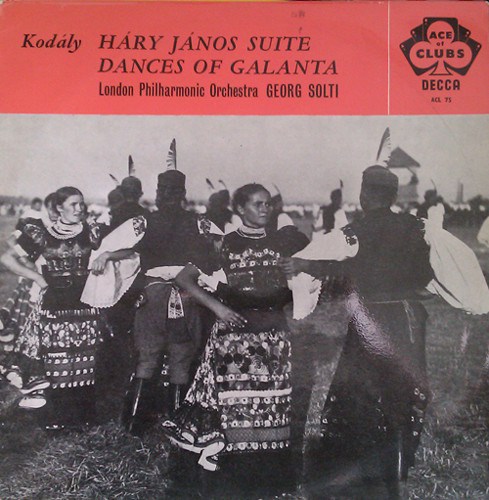 Kodály HÁRY JÁNOS SUITE
DANCES OF GALANTA
London Philharmonic Orchestra GEORG SOLTI
ACE
of
CLUBS
DECCA
ACL 75